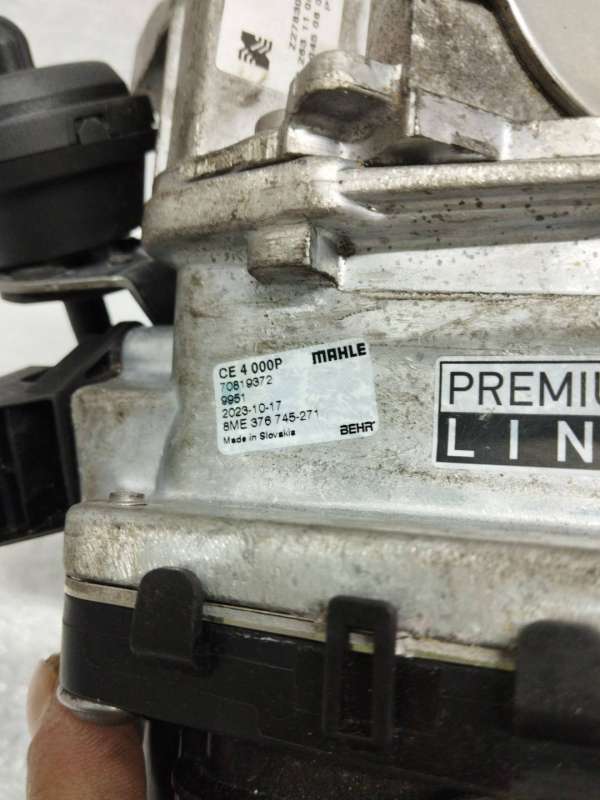 CE 4 000P MAHLE
70819372
9951
2023-10-17
8ME 376 745-271
Made in Slovakia BEHR
PREMIU
LIN